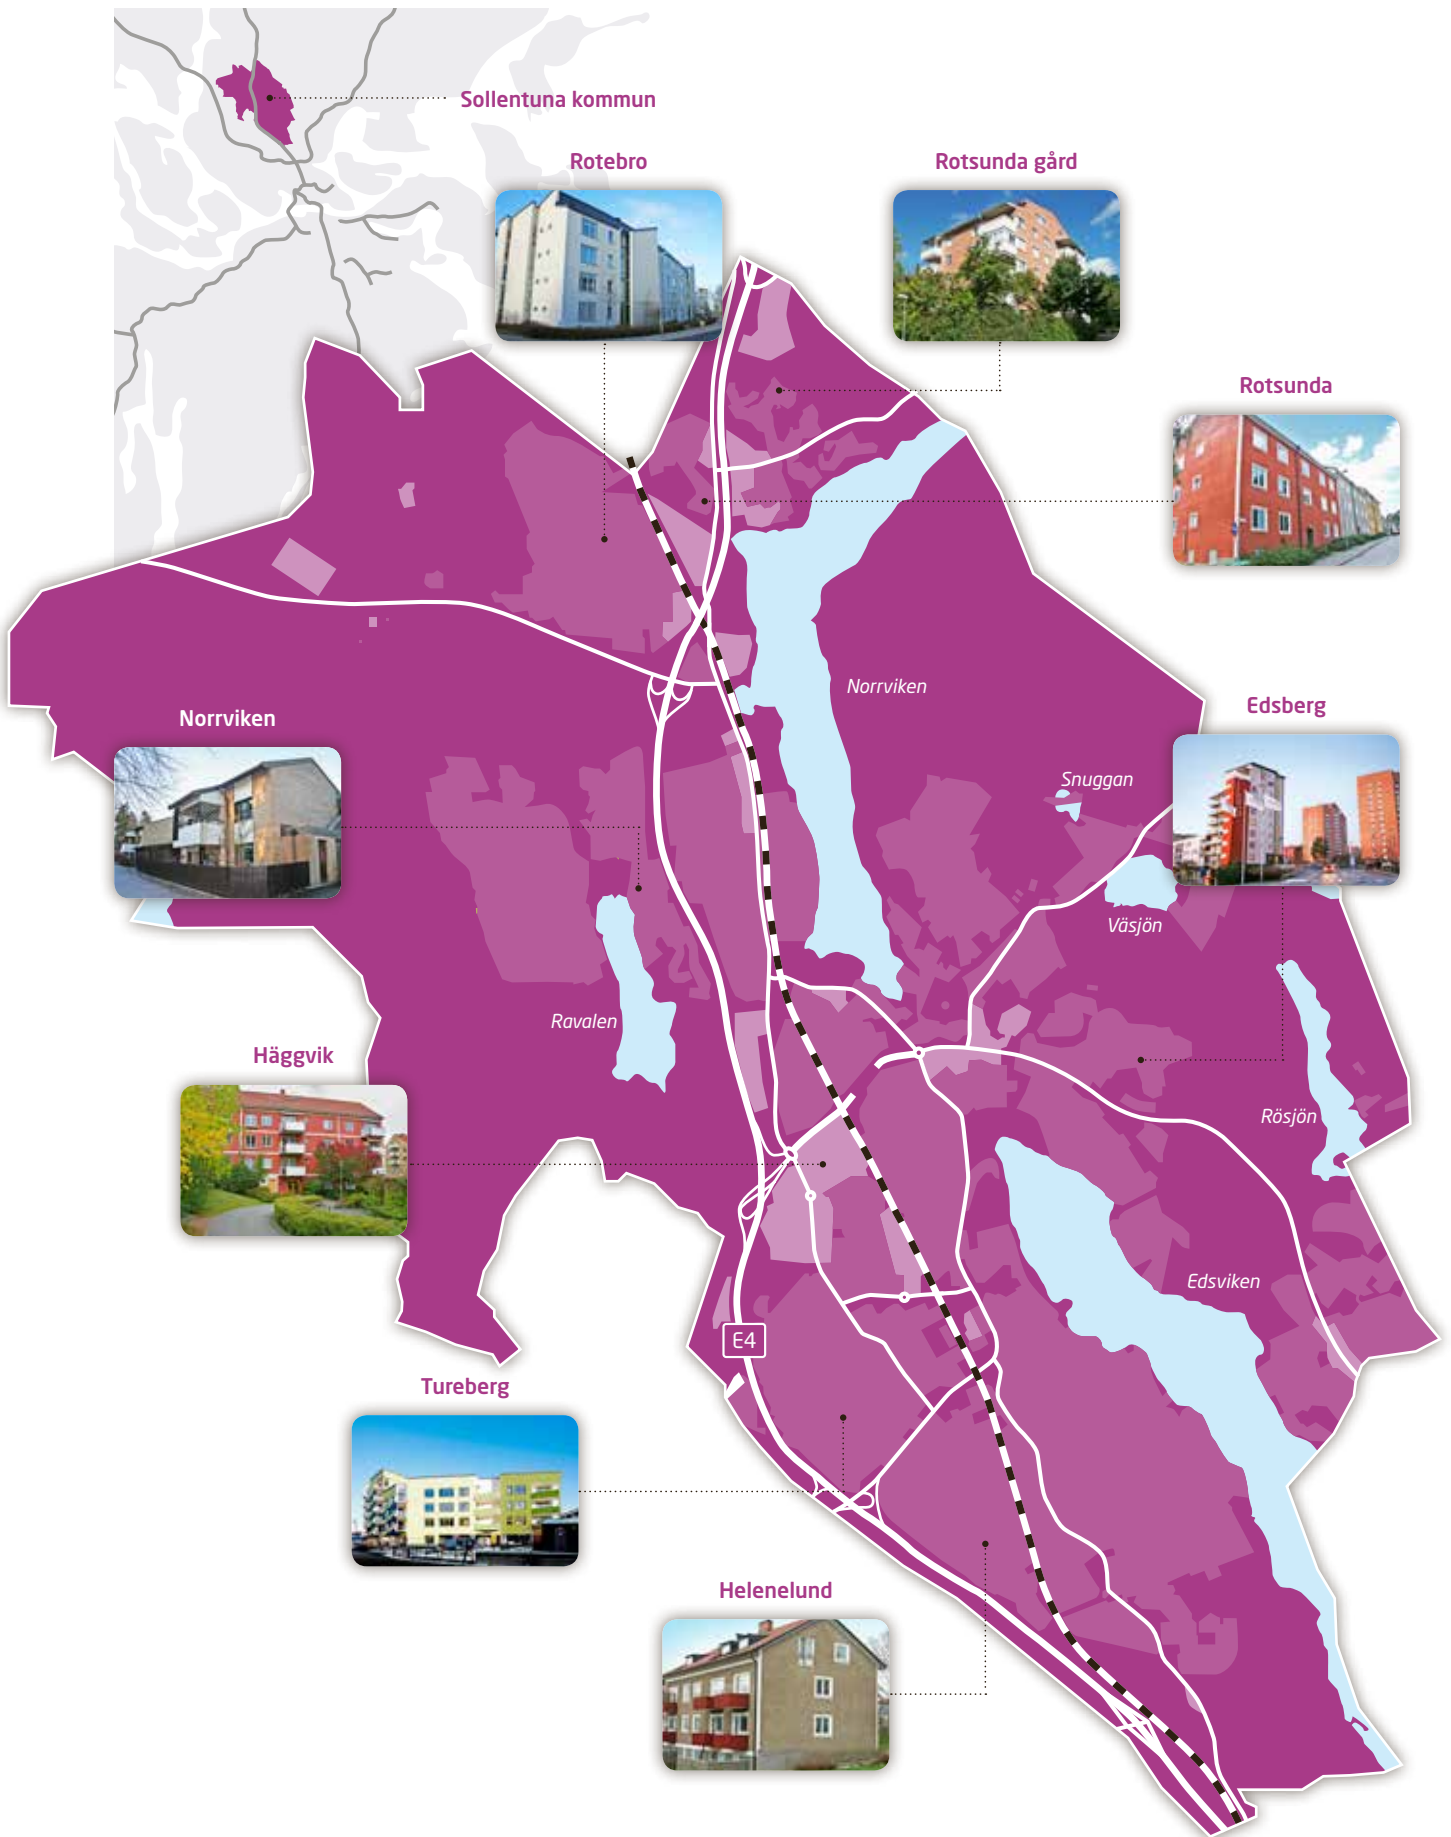 Sollentuna kommun
Rotebro
Rotsunda gård
Rotsunda
Norrviken
Edsberg
Norrviken
Snuggan
Väsjön
Ravalen
Häggvik
Rösjön
Edsviken
E4
Tureberg
Helenelund